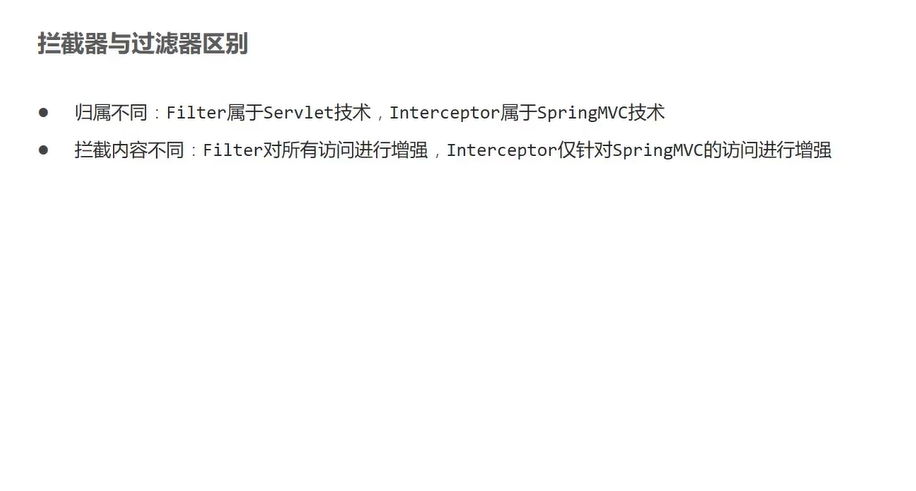 拦截器与过滤器区别
● 归属不同：Filter属于Servlet技术，Interceptor属于SpringMVC技术
● 拦截内容不同：Filter对所有访问进行增强，Interceptor仅针对SpringMVC的访问进行增强